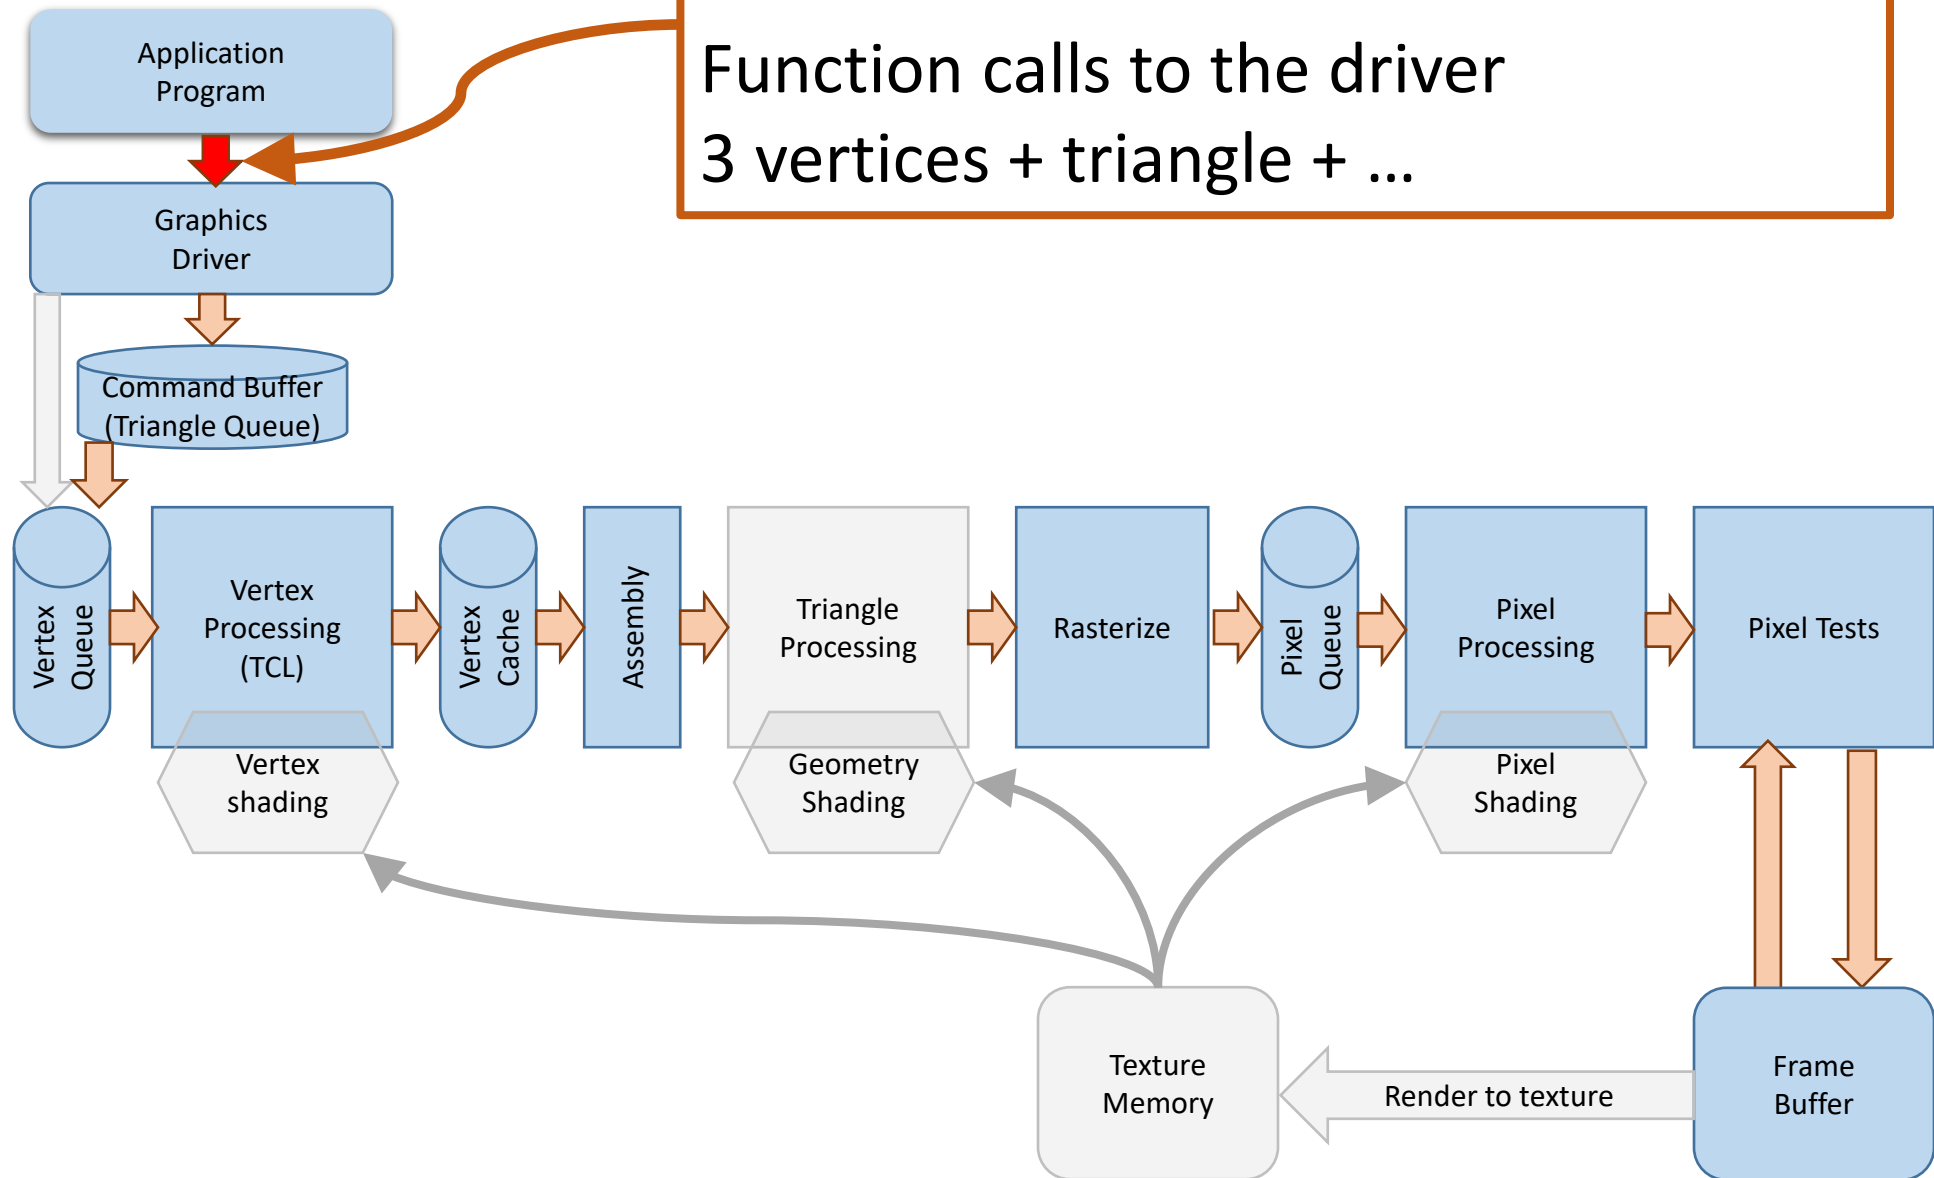 Application
Program
Function calls to the driver
3 vertices + triangle + …
Graphics
Driver
Command Buffer
(Triangle Queue)
Vertex
Queue
Vertex
Processing
(TCL)
Vertex
Cache
Assembly
Triangle
Processing
Rasterize
Pixel
Queue
Pixel
Processing
Pixel Tests
Vertex
shading
Geometry
Shading
Pixel
Shading
Texture
Memory
Render to texture
Frame
Buffer